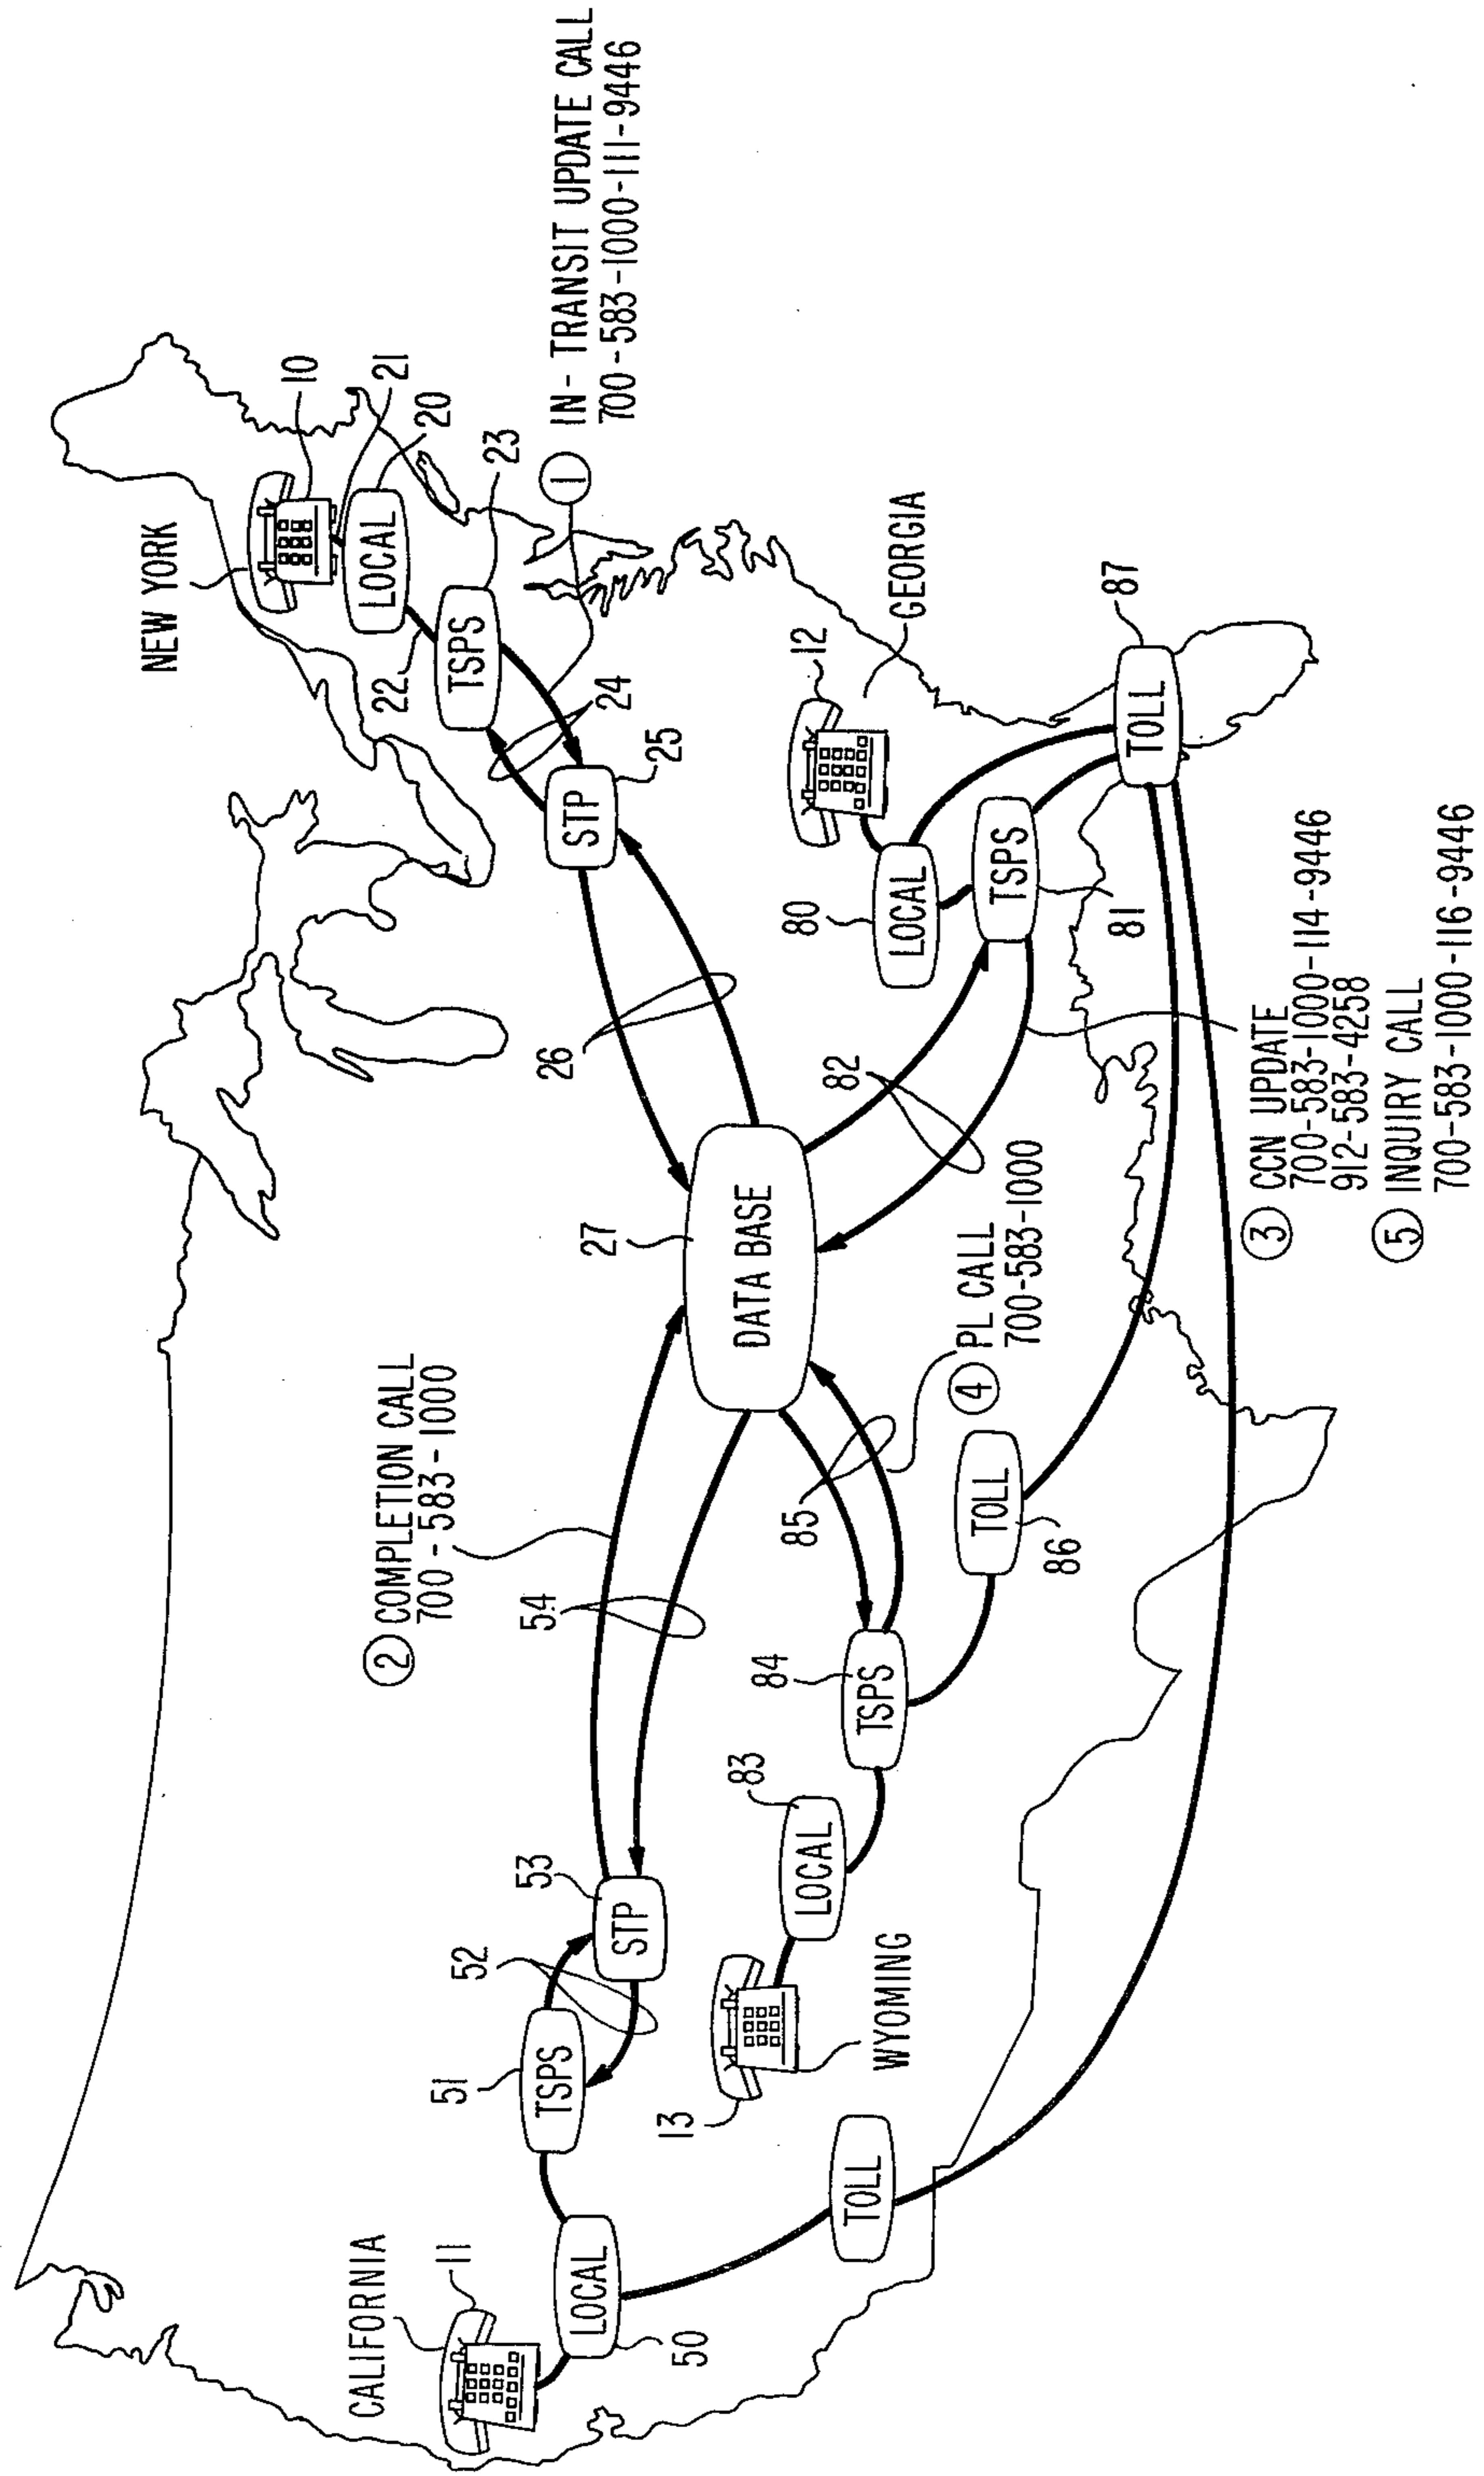 NEW YORK
10
21
20
LOCAL
22
TSPS
23
24
STP
25
① IN-TRANSIT UPDATE CALL
700-583-1000-111-9446
26
② COMPLETION CALL
700-583-1000
54
27
DATA BASE
CALIFORNIA
11
LOCAL
50
51
TSPS
52
53
STP
13
WYOMING
83
LOCAL
84
TSPS
85
④ PL CALL
700-583-1000
TOLL
86
TOLL
82
12
GEORGIA
80
LOCAL
TSPS
81
TOLL
87
③ CCN UPDATE
700-583-1000-114-9446
912-583-4258
⑤ INQUIRY CALL
700-583-1000-116-9446